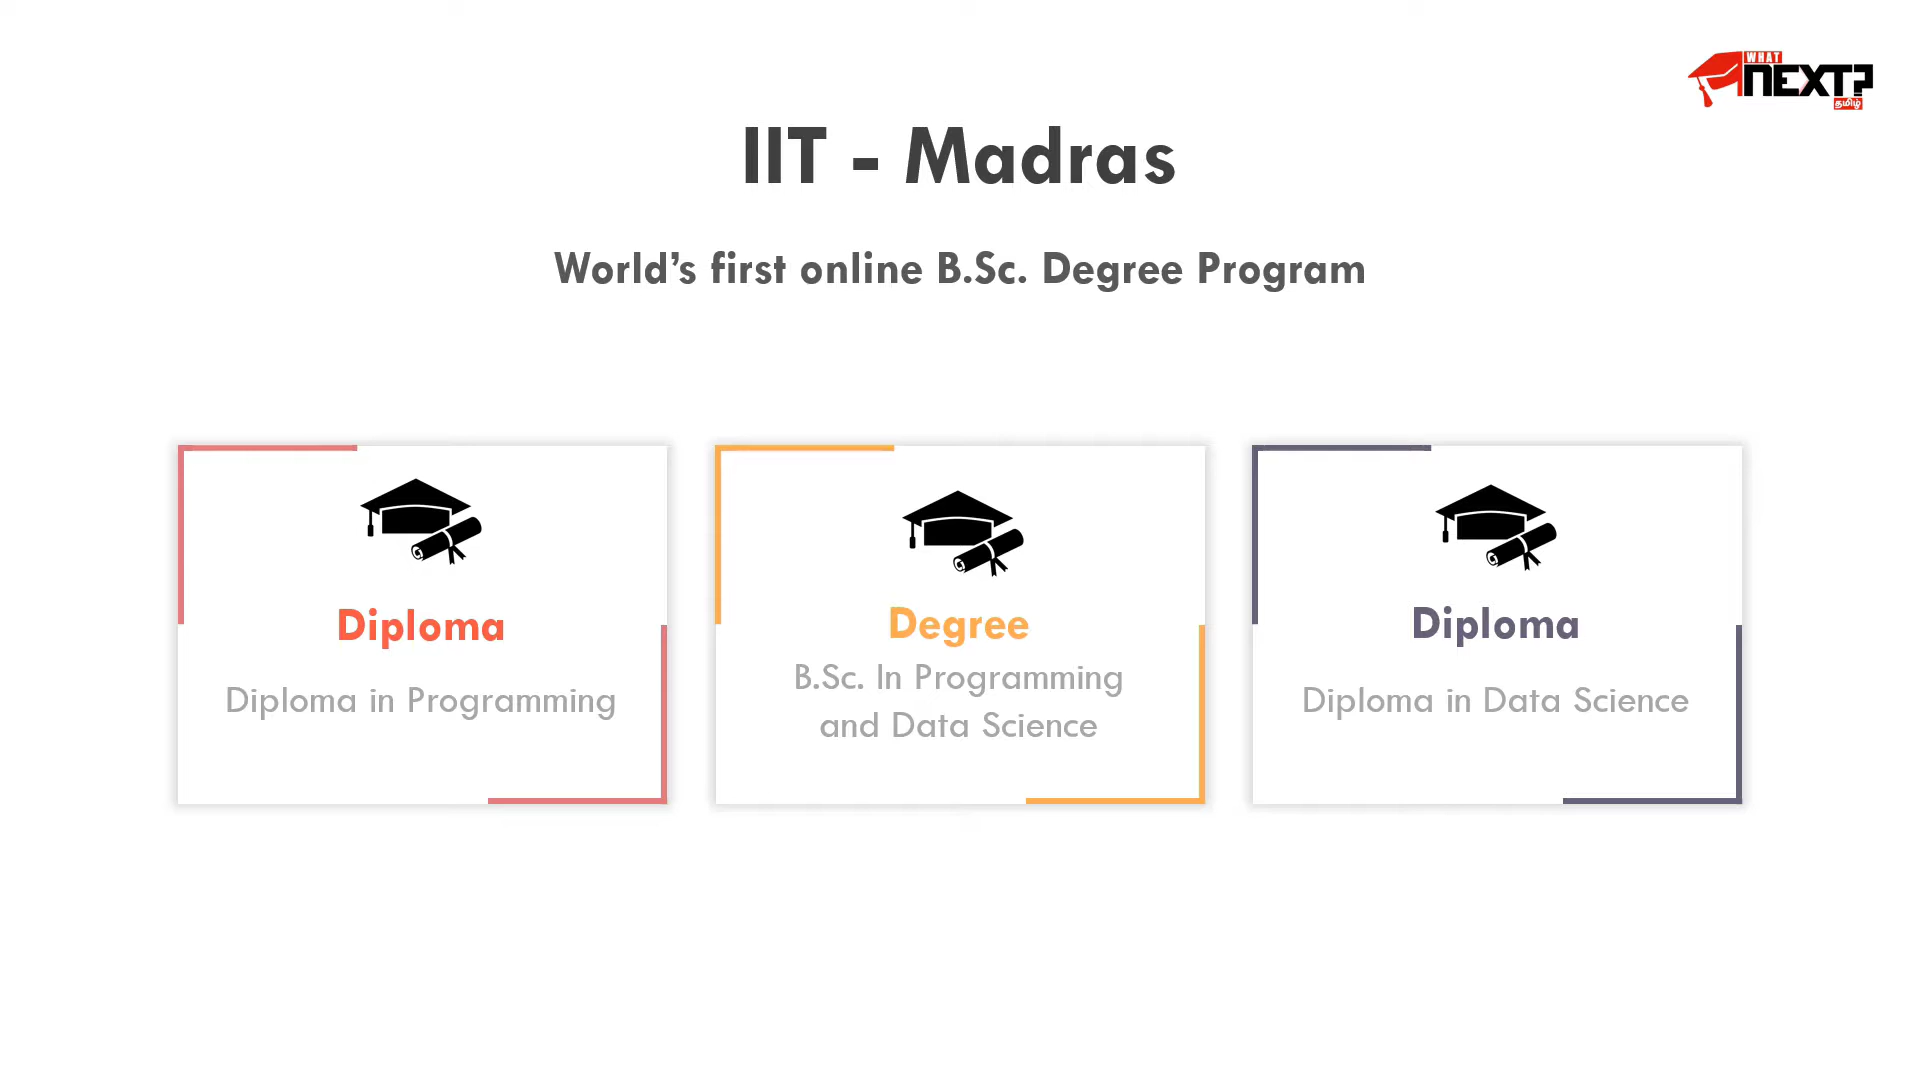 WHAT
NEXT?
தமிழ்
IIT - Madras
World’s first online B.Sc. Degree Program
Diploma
Diploma in Programming
Degree
B.Sc. In Programming
and Data Science
Diploma
Diploma in Data Science